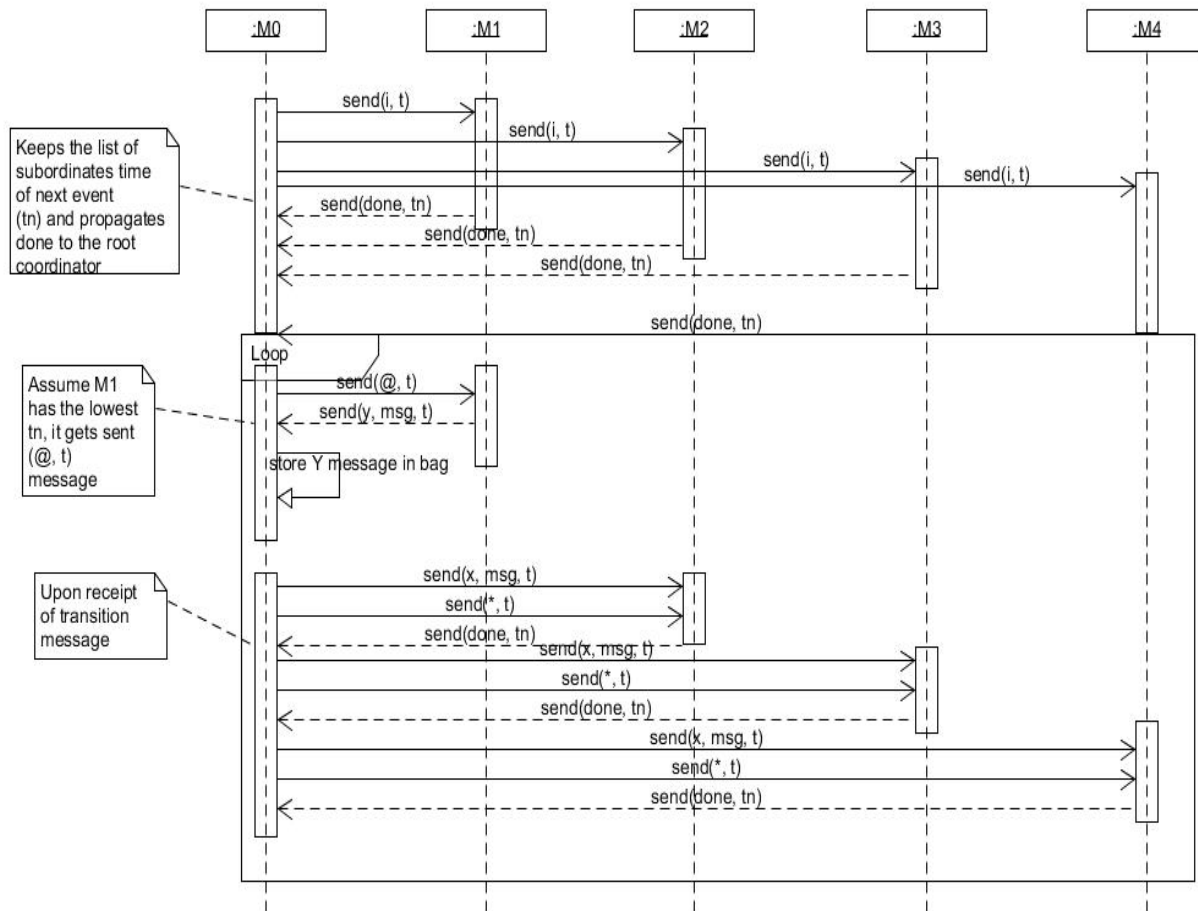 :M0
:M1
:M2
:M3
:M4
send(i, t)
send(i, t)
send(i, t)
send(i, t)
Keeps the list of
subordinates time
of next event
(tn) and propagates
done to the root
coordinator
send(done, tn)
send(done, tn)
send(done, tn)
send(done, tn)
Loop
Assume M1
has the lowest
tn, it gets sent
(@, t)
message
send(@, t)
send(y, msg, t)
store Y message in bag
Upon receipt
of transition
message
send(x, msg, t)
send(*, t)
send(done, tn)
send(x, msg, t)
send(*, t)
send(done, tn)
send(x, msg, t)
send(*, t)
send(done, tn)